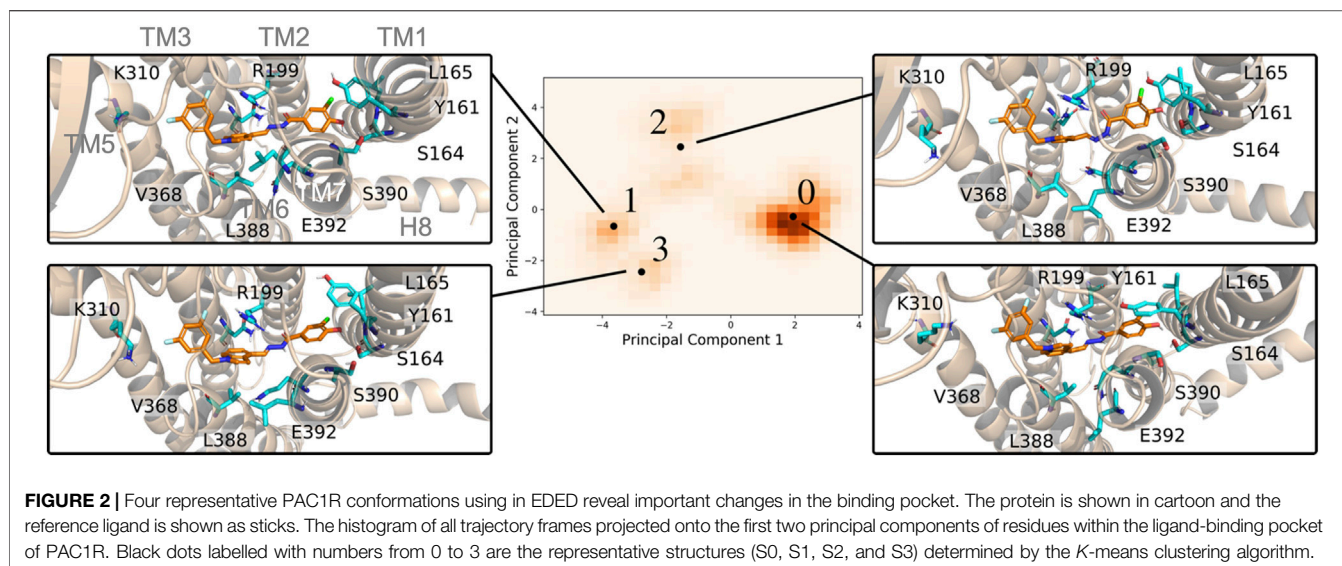 TM3 TM2 TM1
K310 R199 L165
Y161
TM5
S164
V368 TM7 S390
TM6
L388 E392 H8
K310 R199 L165
Y161
S164
V368 S390
L388 E392
Principal Component 2
4
2
0
−2
−4
2
1
0
3
−4 −2 0 2 4
Principal Component 1
K310 R199 L165
Y161
S164
V368 S390
L388 E392
R199 Y161 L165
K310
S164
V368 S390
L388 E392
FIGURE 2 | Four representative PAC1R conformations using in EDED reveal important changes in the binding pocket. The protein is shown in cartoon and the
reference ligand is shown as sticks. The histogram of all trajectory frames projected onto the first two principal components of residues within the ligand-binding pocket
of PAC1R. Black dots labelled with numbers from 0 to 3 are the representative structures (S0, S1, S2, and S3) determined by the K-means clustering algorithm.